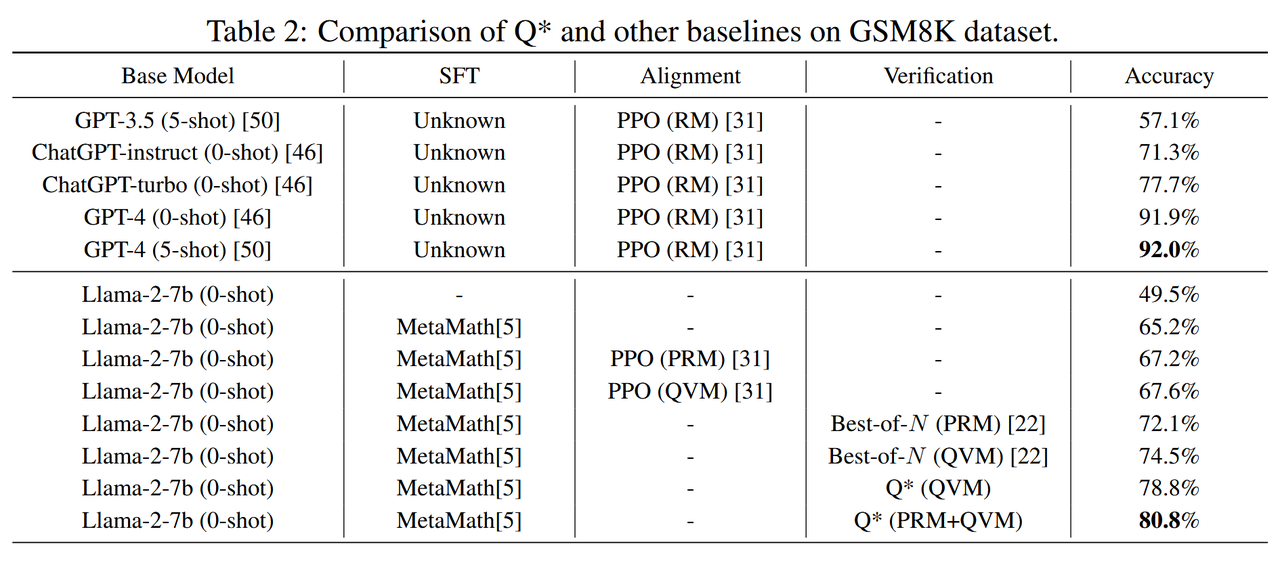 Table 2: Comparison of Q* and other baselines on GSM8K dataset.
Base Model SFT Alignment Verification Accuracy
GPT-3.5 (5-shot) [50] Unknown PPO (RM) [31] - 57.1%
ChatGPT-instruct (0-shot) [46] Unknown PPO (RM) [31] - 71.3%
ChatGPT-turbo (0-shot) [46] Unknown PPO (RM) [31] - 77.7%
GPT-4 (0-shot) [46] Unknown PPO (RM) [31] - 91.9%
GPT-4 (5-shot) [50] Unknown PPO (RM) [31] - 92.0%
Llama-2-7b (0-shot) - - - 49.5%
Llama-2-7b (0-shot) MetaMath[5] - - 65.2%
Llama-2-7b (0-shot) MetaMath[5] PPO (PRM) [31] - 67.2%
Llama-2-7b (0-shot) MetaMath[5] PPO (QVM) [31] - 67.6%
Llama-2-7b (0-shot) MetaMath[5] - Best-of-N (PRM) [22] 72.1%
Llama-2-7b (0-shot) MetaMath[5] - Best-of-N (QVM) [22] 74.5%
Llama-2-7b (0-shot) MetaMath[5] - Q* (QVM) 78.8%
Llama-2-7b (0-shot) MetaMath[5] - Q* (PRM+QVM) 80.8%